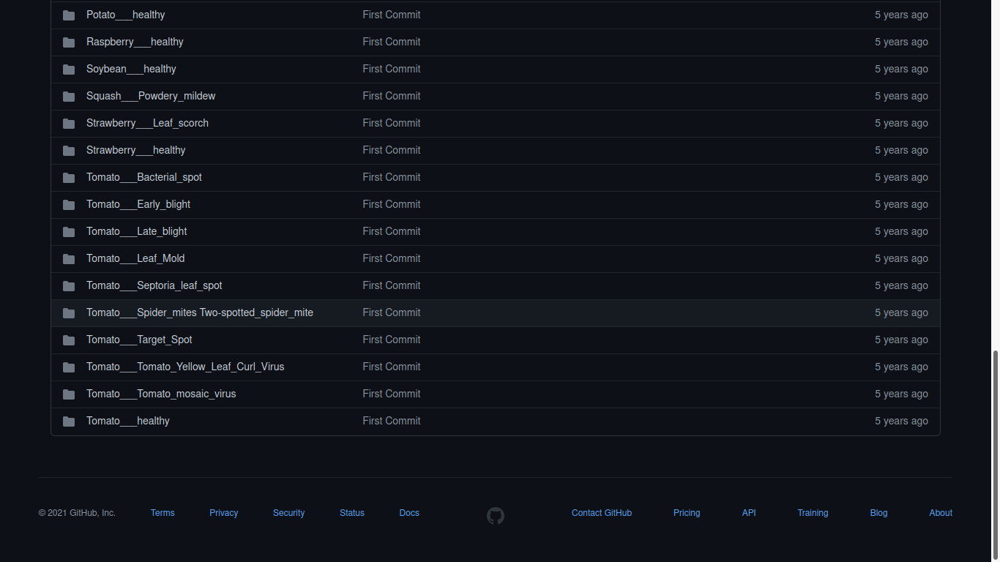 Potato___healthy First Commit 5 years ago
Raspberry___healthy First Commit 5 years ago
Soybean___healthy First Commit 5 years ago
Squash___Powdery_mildew First Commit 5 years ago
Strawberry___Leaf_scorch First Commit 5 years ago
Strawberry___healthy First Commit 5 years ago
Tomato___Bacterial_spot First Commit 5 years ago
Tomato___Early_blight First Commit 5 years ago
Tomato___Late_blight First Commit 5 years ago
Tomato___Leaf_Mold First Commit 5 years ago
Tomato___Septoria_leaf_spot First Commit 5 years ago
Tomato___Spider_mites Two-spotted_spider_mite First Commit 5 years ago
Tomato___Target_Spot First Commit 5 years ago
Tomato___Tomato_Yellow_Leaf_Curl_Virus First Commit 5 years ago
Tomato___Tomato_mosaic_virus First Commit 5 years ago
Tomato___healthy First Commit 5 years ago
© 2021 GitHub, Inc. Terms Privacy Security Status Docs Contact GitHub Pricing API Training Blog About